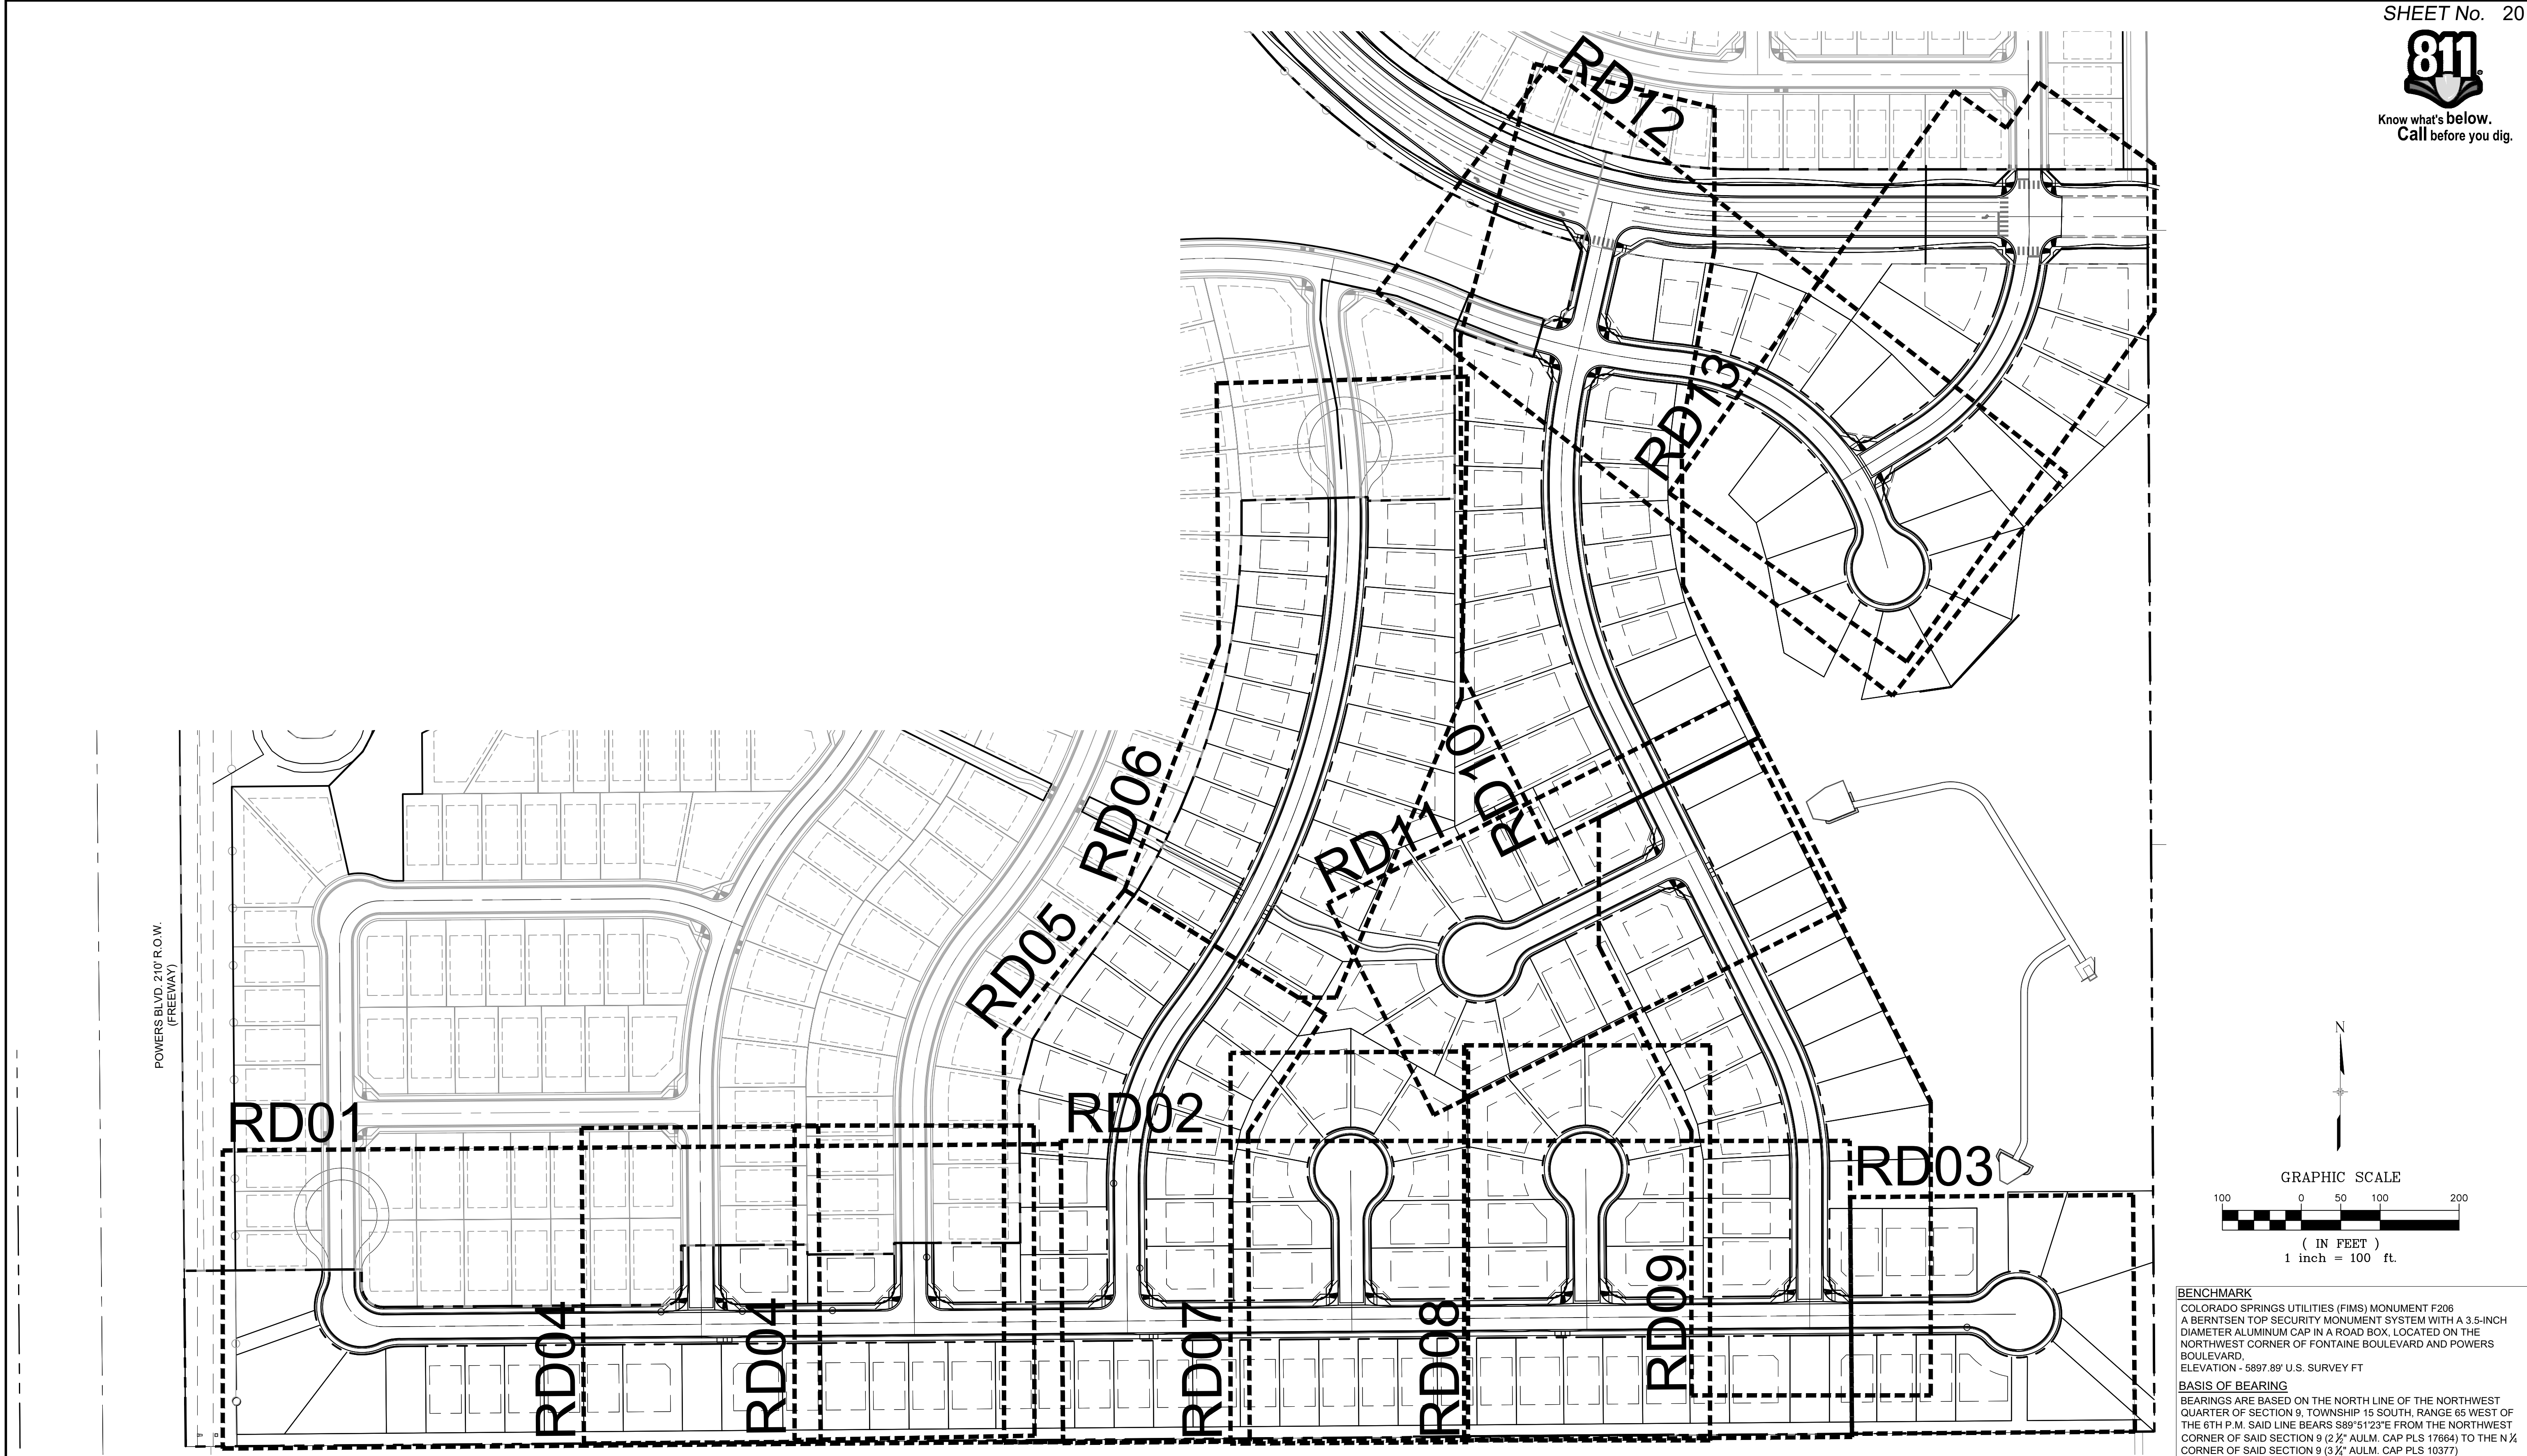 SHEET No. 20
811
Know what's below.
Call before you dig.
RD12
RD13
RD10
RD11
RD06
RD05
POWERS BLVD. 210' R.O.W.
(FREEWAY)
RD01
RD02
RD03
RD04
RD04
RD07
RD08
RD09
N
GRAPHIC SCALE
100 0 50 100 200
( IN FEET )
1 inch = 100 ft.
BENCHMARK
COLORADO SPRINGS UTILITIES (FIMS) MONUMENT F206
A BERNTSEN TOP SECURITY MONUMENT SYSTEM WITH A 3.5-INCH
DIAMETER ALUMINUM CAP IN A ROAD BOX, LOCATED ON THE
NORTHWEST CORNER OF FONTAINE BOULEVARD AND POWERS
BOULEVARD,
ELEVATION - 5897.89' U.S. SURVEY FT
BASIS OF BEARING
BEARINGS ARE BASED ON THE NORTH LINE OF THE NORTHWEST
QUARTER OF SECTION 9, TOWNSHIP 15 SOUTH, RANGE 65 WEST OF
THE 6TH P.M. SAID LINE BEARS S89°51'23"E FROM THE NORTHWEST
CORNER OF SAID SECTION 9 (2 ½" AULM. CAP PLS 17664) TO THE N ¼
CORNER OF SAID SECTION 9 (3 ¼" AULM. CAP PLS 10377)